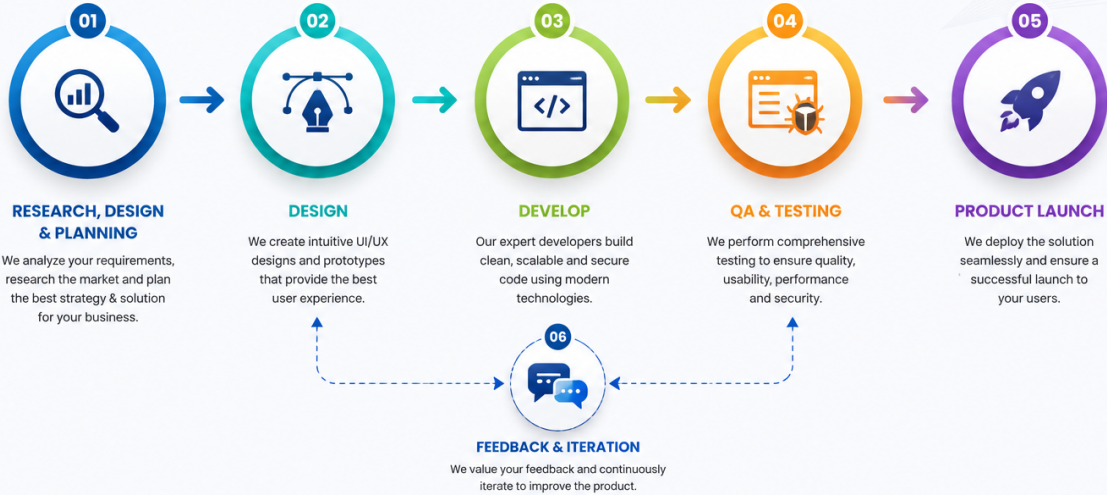 01
RESEARCH, DESIGN
& PLANNING
We analyze your requirements,
research the market and plan
the best strategy & solution
for your business.
02
DESIGN
We create intuitive UI/UX
designs and prototypes
that provide the best
user experience.
03
</>
DEVELOP
Our expert developers build
clean, scalable and secure
code using modern
technologies.
04
QA & TESTING
We perform comprehensive
testing to ensure quality,
usability, performance
and security.
05
PRODUCT LAUNCH
We deploy the solution
seamlessly and ensure a
successful launch to
your users.
06
FEEDBACK & ITERATION
We value your feedback and continuously
iterate to improve the product.